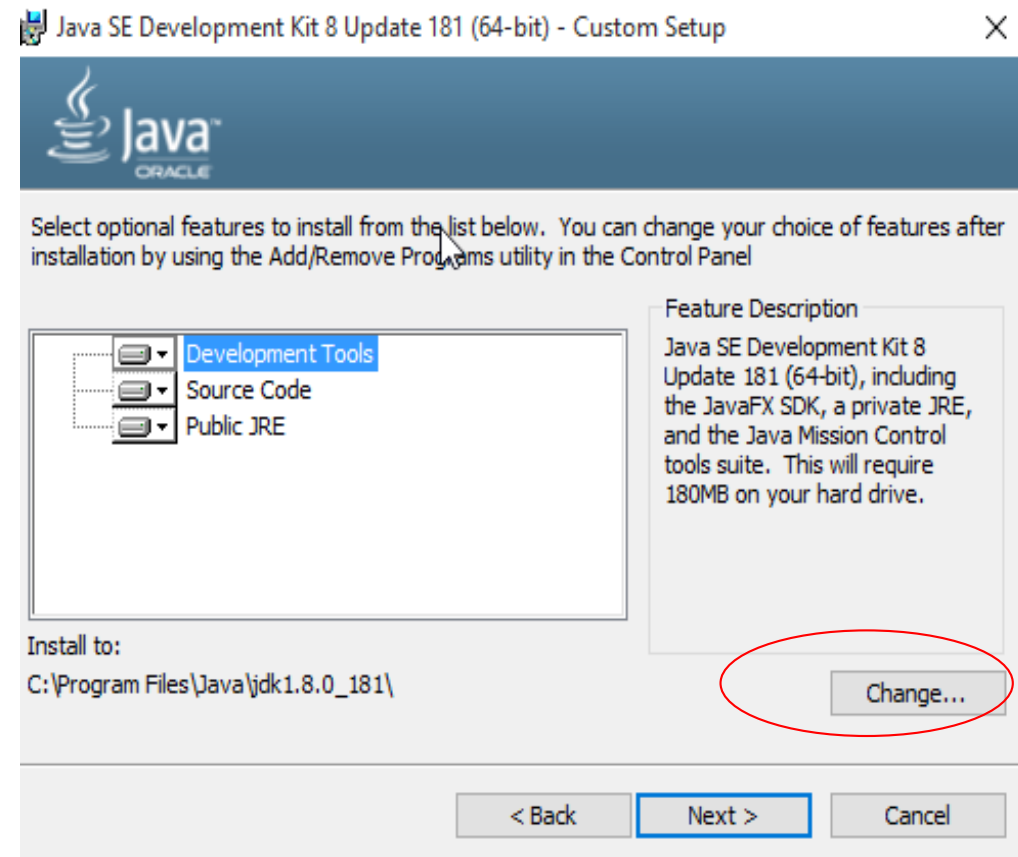 Java SE Development Kit 8 Update 181 (64-bit) - Custom Setup
Java™
ORACLE
Select optional features to install from the list below.  You can change your choice of features after
installation by using the Add/Remove Programs utility in the Control Panel
Development Tools
Source Code
Public JRE
Feature Description
Java SE Development Kit 8
Update 181 (64-bit), including
the JavaFX SDK, a private JRE,
and the Java Mission Control
tools suite.  This will require
180MB on your hard drive.
Install to:
C:\Program Files\Java\jdk1.8.0_181\
Change...
< Back
Next >
Cancel